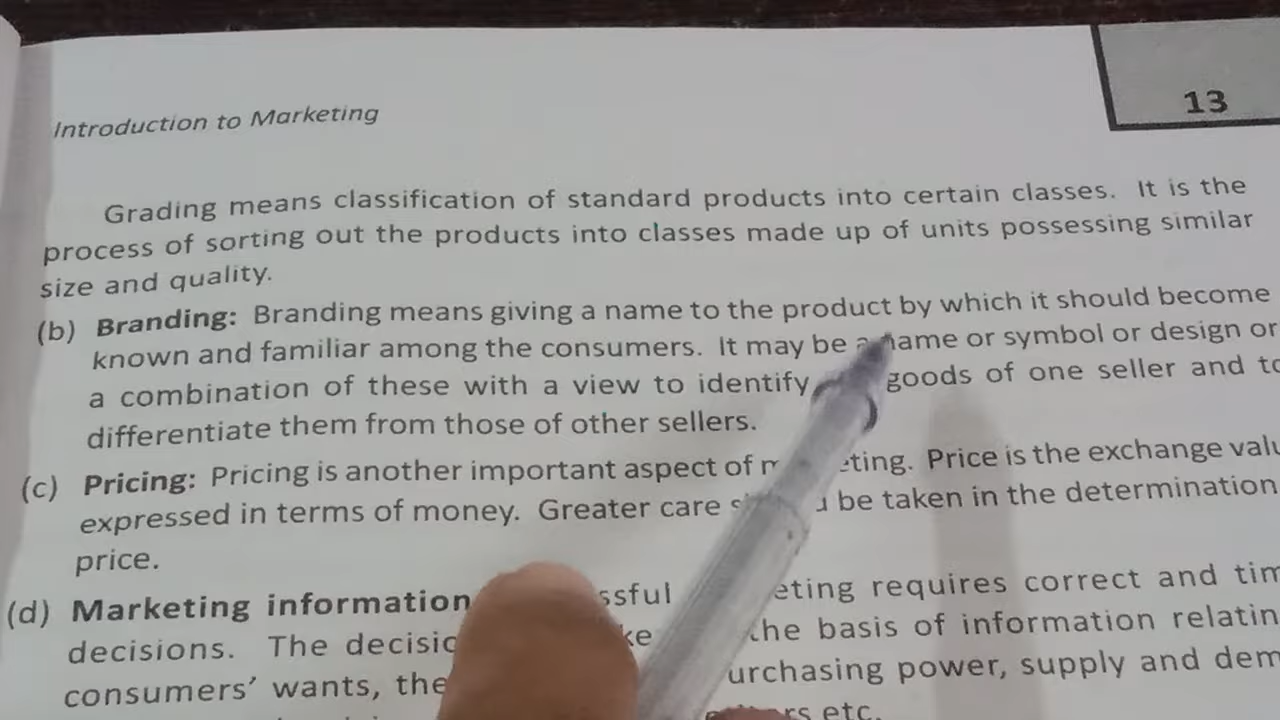 Introduction to Marketing
13
Grading means classification of standard products into certain classes. It is the
process of sorting out the products into classes made up of units possessing similar
size and quality.
(b) Branding: Branding means giving a name to the product by which it should become
known and familiar among the consumers. It may be a name or symbol or design or
a combination of these with a view to identify goods of one seller and to
differentiate them from those of other sellers.
(c) Pricing: Pricing is another important aspect of Price is the exchange
expressed in terms of money. Greater care be taken in the determination
price.
(d) Marketing information requires correct and
decisions. The the basis of information
consumers' wants, power, supply and
etc.